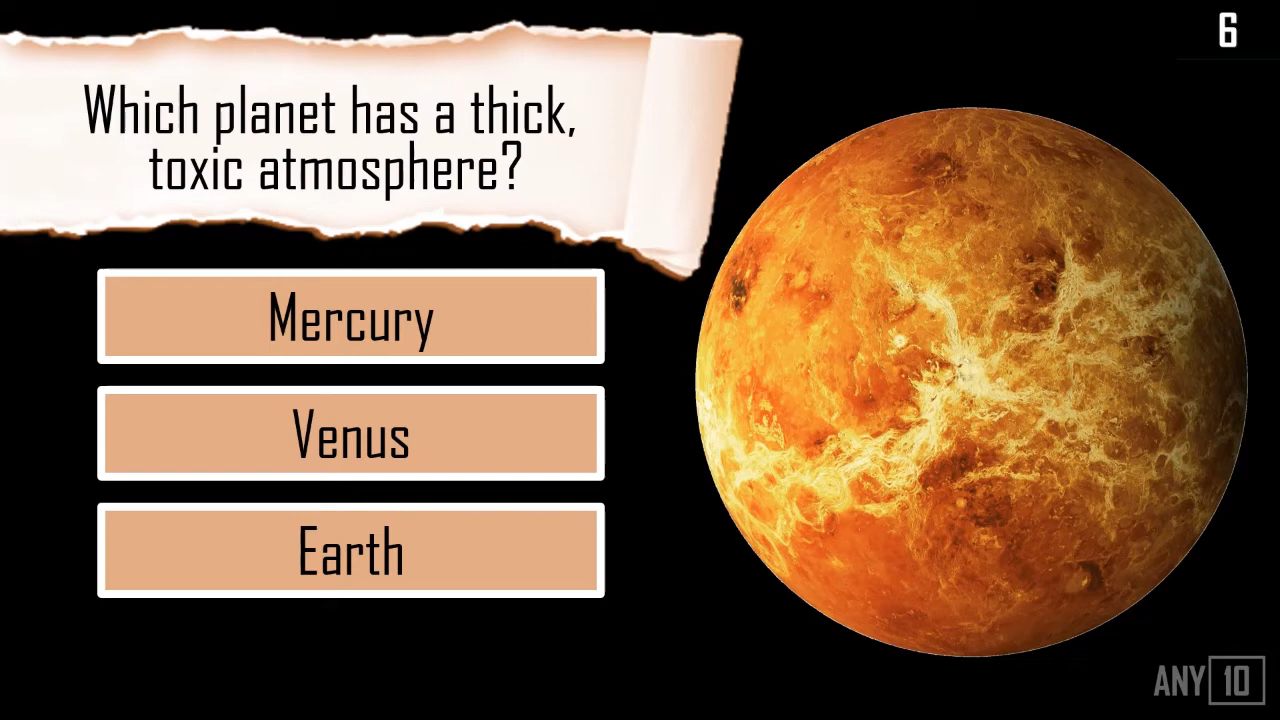 6
Which planet has a thick,
toxic atmosphere?
Mercury
Venus
Earth
ANY 10